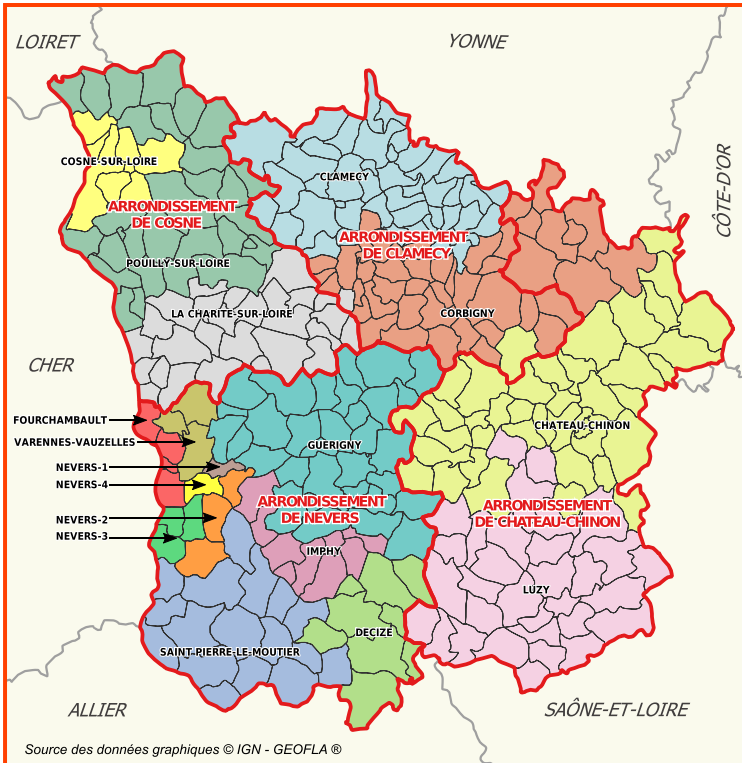 LOIRET
YONNE
CÔTE-D'OR
COSNE-SUR-LOIRE
CLAMECY
ARRONDISSEMENT
DE COSNE
ARRONDISSEMENT
DE CLAMECY
POUILLY-SUR-LOIRE
LA CHARITE-SUR-LOIRE
CORBIGNY
CHER
FOURCHAMBAULT
VARENNES-VAUZELLES
CHATEAU-CHINON
GUERIGNY
NEVERS-1
NEVERS-4
ARRONDISSEMENT
DE NEVERS
ARRONDISSEMENT
DE CHATEAU-CHINON
NEVERS-2
NEVERS-3
IMPHY
LUZY
DECIZE
SAINT-PIERRE-LE-MOUTIER
ALLIER
SAÔNE-ET-LOIRE
Source des données graphiques © IGN - GEOFLA ®